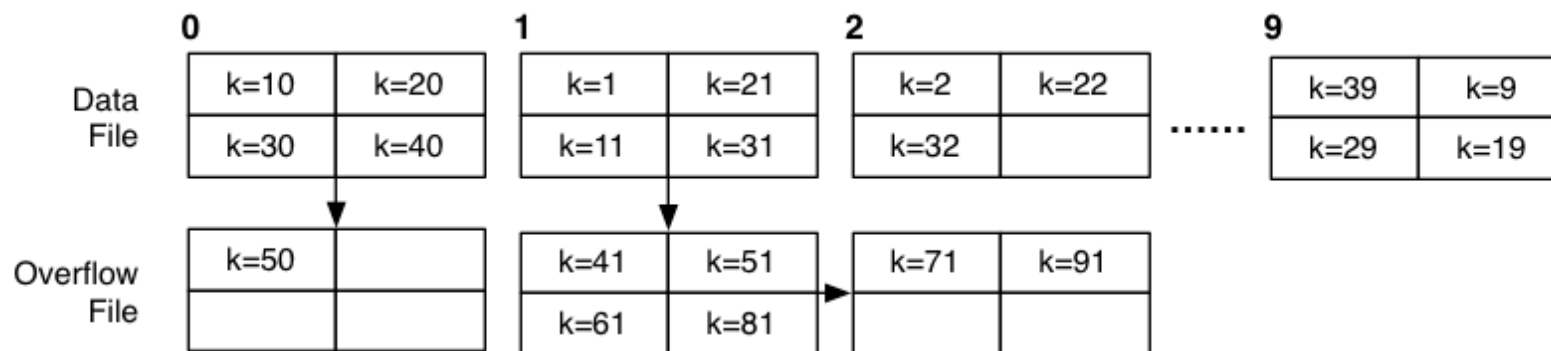 0 1 2 9
Data File
k=10 k=20 k=1 k=21 k=2 k=22 k=39 k=9
k=30 k=40 k=11 k=31 k=32 ...... k=29 k=19
Overflow File
k=50 k=41 k=51 k=71 k=91
k=61 k=81